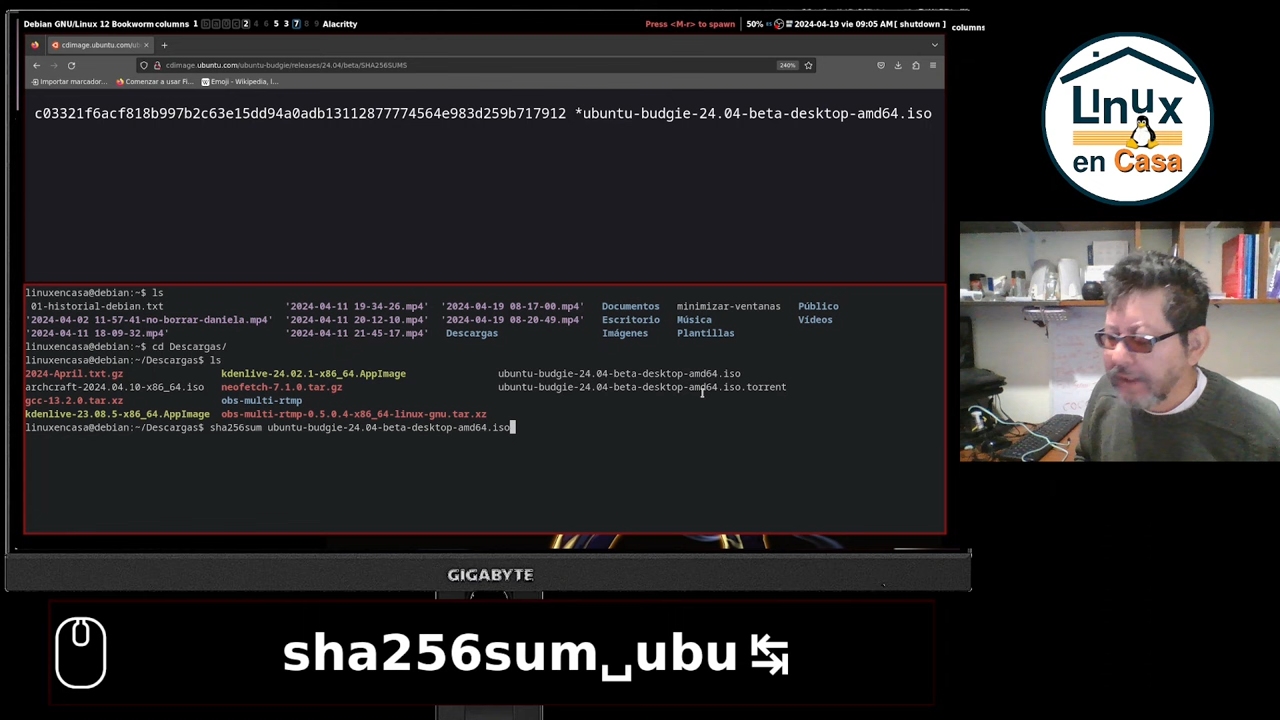 Debian GNU/Linux 12 Bookworm columns 1 2 4 6 5 3 7 8 9 Alacritty
Press <M-r> to spawn 50% ES 2024-04-19 vie 09:05 AM [ shutdown ]
columns
cdimage.ubuntu.com/ub
cdimage.ubuntu.com/ubuntu-budgie/releases/24.04/beta/SHA256SUMS
240%
Importar marcador... Comenzar a usar Fi... Emoji - Wikipedia, l...
c03321f6acf818b997b2c63e15dd94a0adb13112877774564e983d259b717912 *ubuntu-budgie-24.04-beta-desktop-amd64.iso
linuxencasa@debian:~$ ls
01-historial-debian.txt '2024-04-11 19-34-26.mp4' '2024-04-19 08-17-00.mp4' Documentos minimizar-ventanas Público
'2024-04-02 11-57-41-no-borrar-daniela.mp4' '2024-04-11 20-12-10.mp4' '2024-04-19 08-20-49.mp4' Escritorio Música Vídeos
'2024-04-11 18-09-32.mp4' '2024-04-11 21-45-17.mp4' Descargas Imágenes Plantillas
linuxencasa@debian:~$ cd Descargas/
linuxencasa@debian:~/Descargas$ ls
2024-April.txt.gz kdenlive-24.02.1-x86_64.AppImage ubuntu-budgie-24.04-beta-desktop-amd64.iso
archcraft-2024.04.10-x86_64.iso neofetch-7.1.0.tar.gz ubuntu-budgie-24.04-beta-desktop-amd64.iso.torrent
gcc-13.2.0.tar.xz obs-multi-rtmp
kdenlive-23.08.5-x86_64.AppImage obs-multi-rtmp-0.5.0.4-x86_64-linux-gnu.tar.xz
linuxencasa@debian:~/Descargas$ sha256sum ubuntu-budgie-24.04-beta-desktop-amd64.iso
GIGABYTE
sha256sum␣ubu ↹
Linux
en Casa